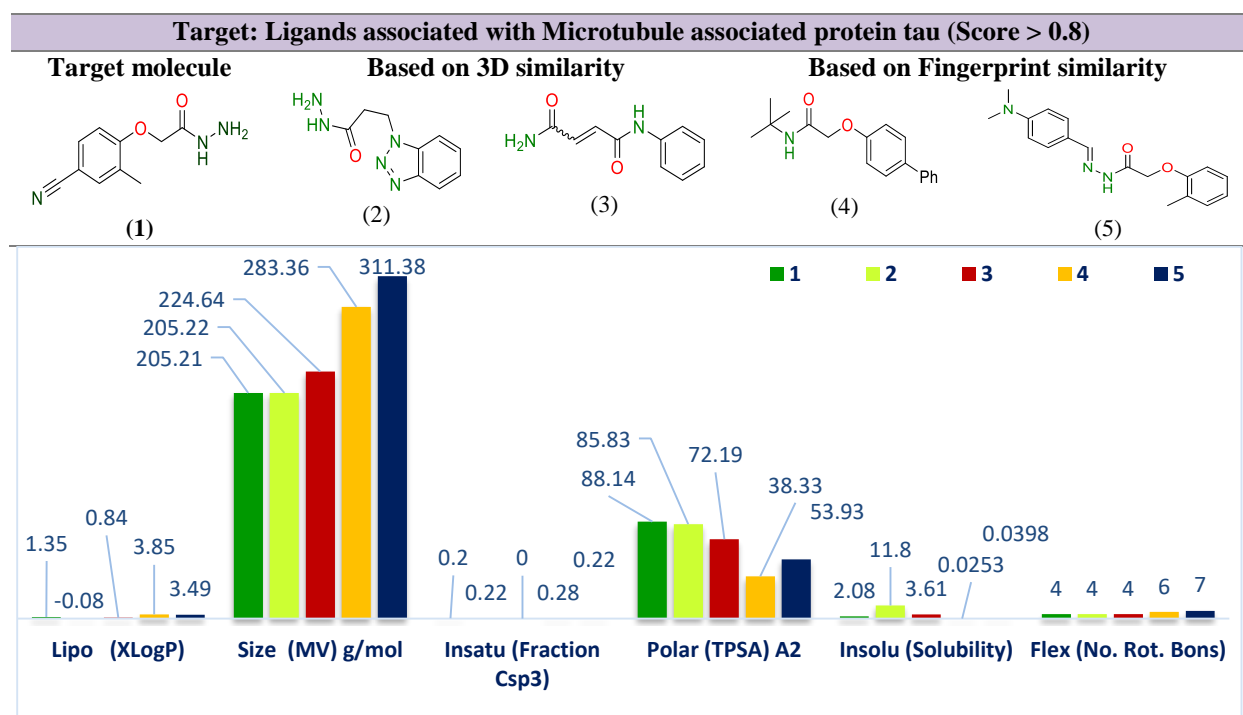 Target: Ligands associated with Microtubule associated protein tau (Score > 0.8)
Target molecule
Based on 3D similarity
Based on Fingerprint similarity
O
O
N
H
NH2
N
(1)
NH2
HN
O
N
N
N
(2)
O
H2N
O
H
N
(3)
O
N
H
O
Ph
(4)
N
N
NH
O
O
(5)
1
2
3
4
5
1.35
-0.08
0.84
3.85
3.49
205.21
205.22
224.64
283.36
311.38
0.2
0.22
0
0.28
0.22
88.14
85.83
72.19
38.33
53.93
2.08
11.8
3.61
0.0253
0.0398
4
4
4
6
7
Lipo (XLogP)
Size (MV) g/mol
Insatu (Fraction
Csp3)
Polar (TPSA) A2
Insolu (Solubility)
Flex (No. Rot. Bons)